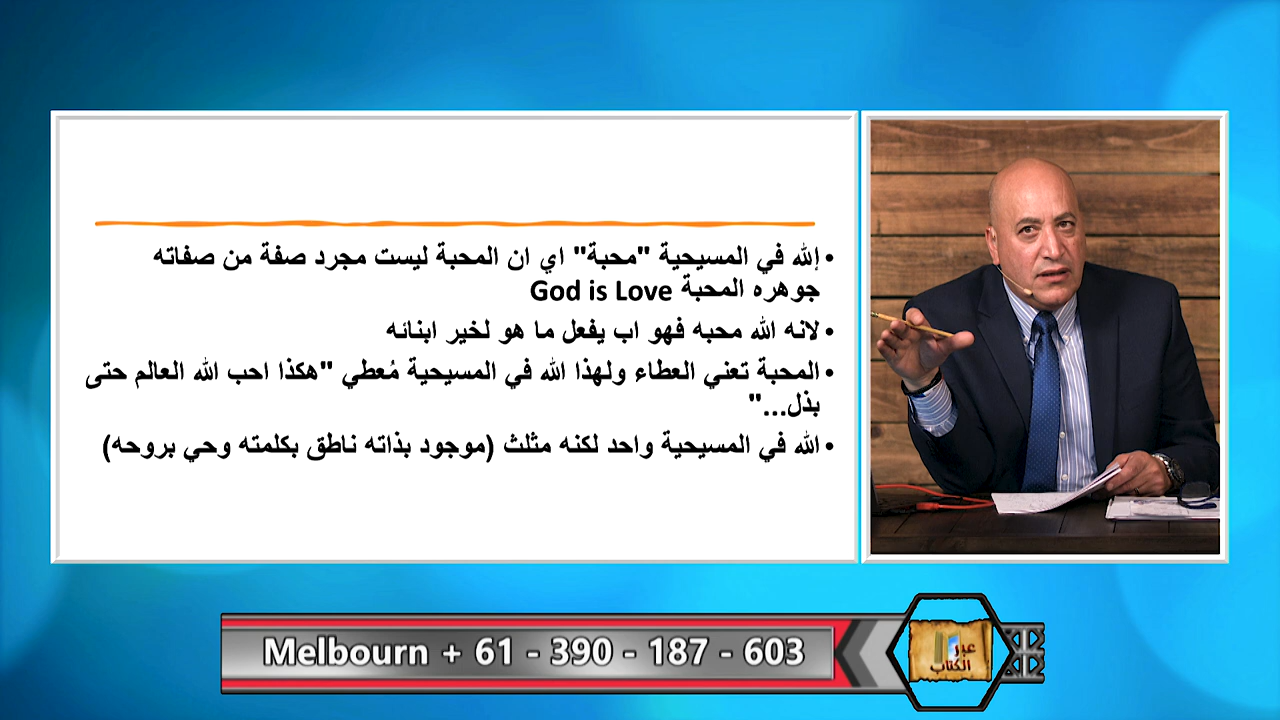 • إلله في المسيحية "محبة" اي ان المحبة ليست مجرد صفة من صفاته
جوهره المحبة God is Love
• لانه الله محبه فهو اب يفعل ما هو لخير ابنائه
• المحبة تعني العطاء ولهذا الله في المسيحية مُعطي "هكذا احب الله العالم حتى
بذل..."
• الله في المسيحية واحد لكنه مثلث (موجود بذاته ناطق بكلمته وحي بروحه)
Melbourn + 61 - 390 - 187 - 603
عبر
الكتاب